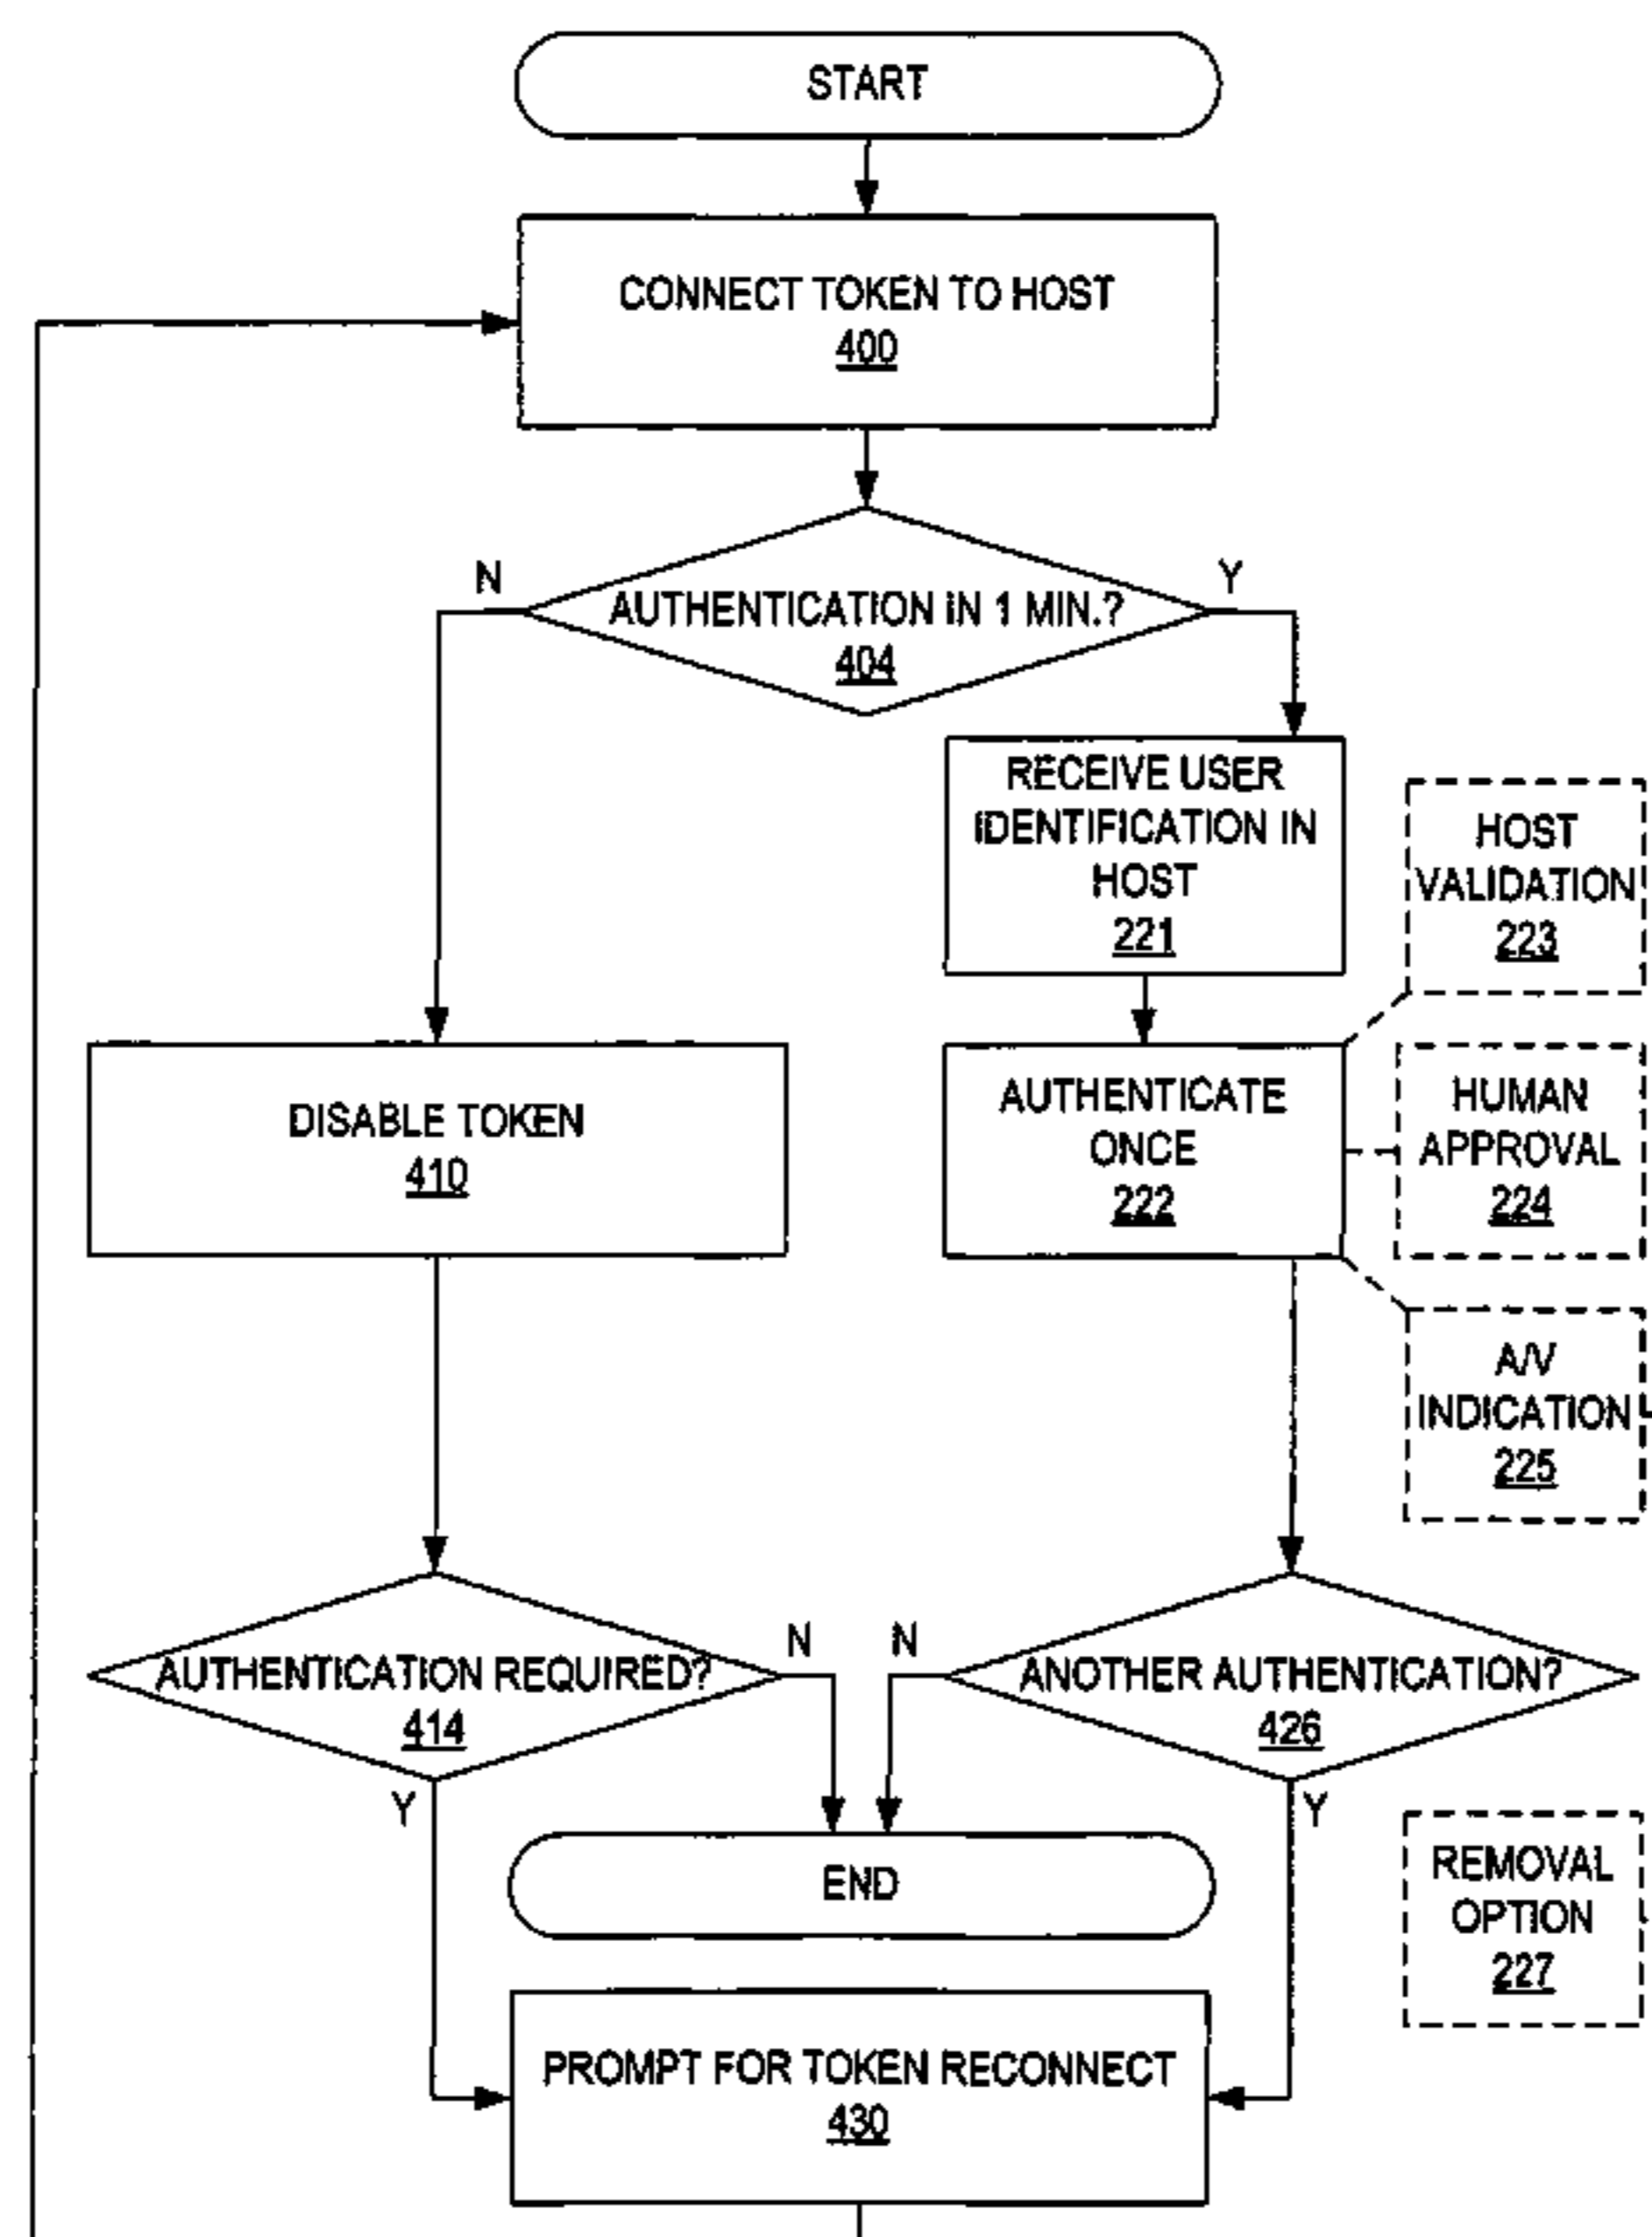 START
CONNECT TOKEN TO HOST
400
N
Y
AUTHENTICATION IN 1 MIN.?
404
RECEIVE USER
IDENTIFICATION IN
HOST
221
HOST
VALIDATION
223
DISABLE TOKEN
410
AUTHENTICATE
ONCE
222
HUMAN
APPROVAL
224
A/V
INDICATION
225
AUTHENTICATION REQUIRED?
414
N
N
ANOTHER AUTHENTICATION?
426
Y
Y
END
REMOVAL
OPTION
227
PROMPT FOR TOKEN RECONNECT
430